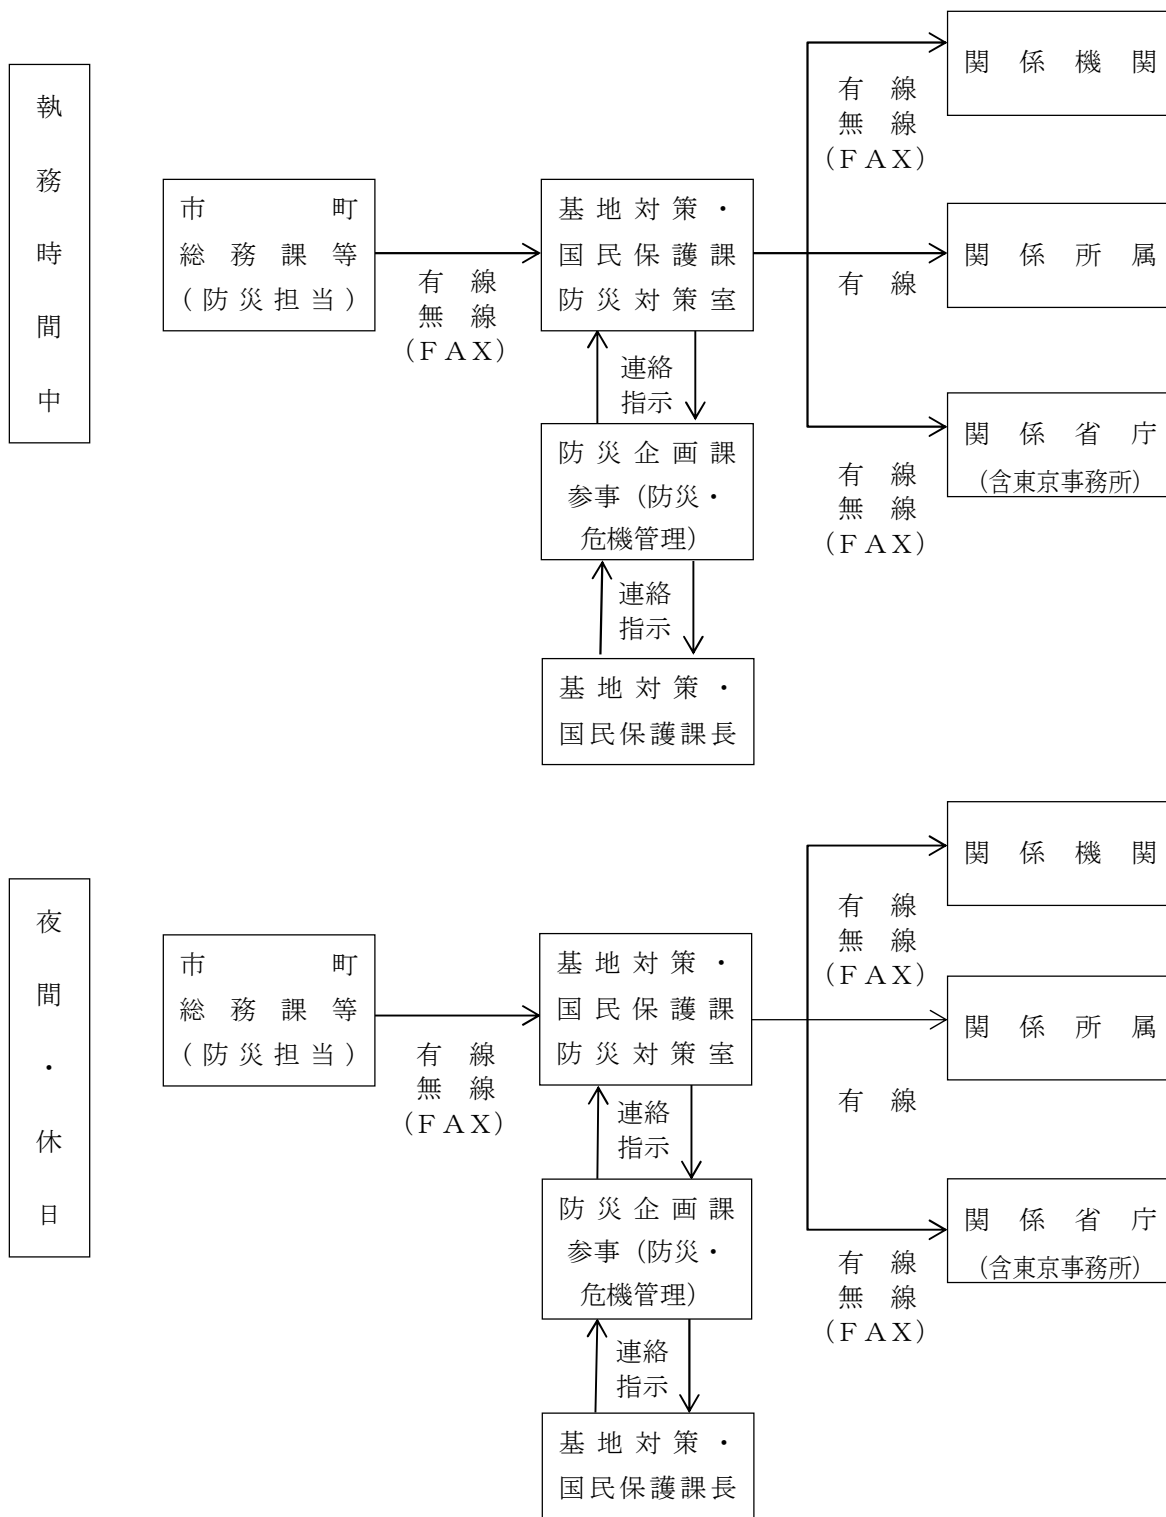 執務時間中
市町
総務課等
（防災担当）
有線
無線
（ＦＡＸ）
基地対策・
国民保護課
防災対策室
連絡
指示
防災企画課
参事（防災・
危機管理）
連絡
指示
基地対策・
国民保護課長
有線
無線
（ＦＡＸ）
関係機関
有線
関係所属
有線
無線
（ＦＡＸ）
関係省庁
（含東京事務所）
夜間・休日
市町
総務課等
（防災担当）
有線
無線
（ＦＡＸ）
基地対策・
国民保護課
防災対策室
連絡
指示
防災企画課
参事（防災・
危機管理）
連絡
指示
基地対策・
国民保護課長
有線
無線
（ＦＡＸ）
関係機関
有線
関係所属
有線
無線
（ＦＡＸ）
関係省庁
（含東京事務所）